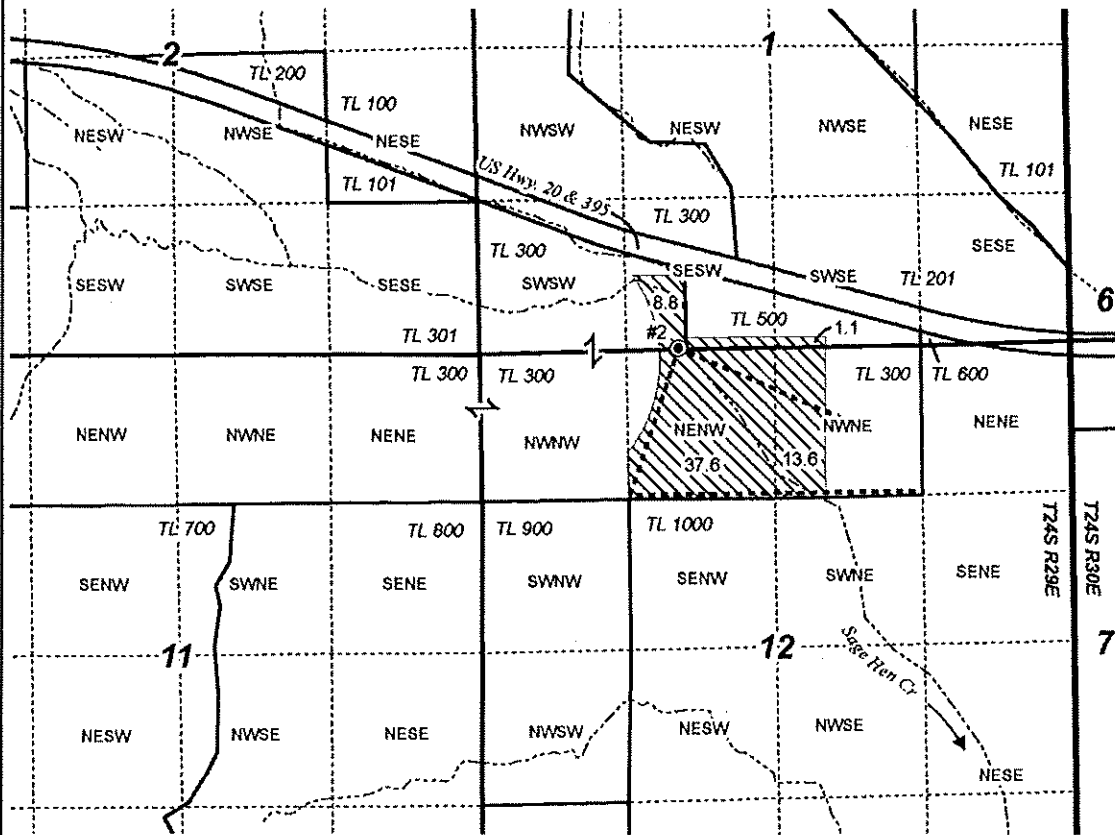 2
1
TL 200
TL 100
NESW
NWSE
NESE
NWSW
NESW
NWSE
NESE
TL 101
TL 101
US Hwy. 20 & 395
TL 300
TL 300
SESE
SESW
SWSE
SESE
SWSW
SESW
SWSE
TL 201
6
8.8
#2
TL 500
1.1
TL 301
TL 300
TL 300
TL 300
TL 600
NENW
NWNE
NENE
NWNW
NENW
NWNE
NENE
37.6
13.6
TL 700
TL 800
TL 900
TL 1000
T24S R29E
T24S R30E
SENW
SWNE
SENE
SWNW
SENW
SWNE
SENE
11
12
7
Sage Hen Cr
NESW
NWSE
NESE
NWSW
NESW
NWSE
NESE